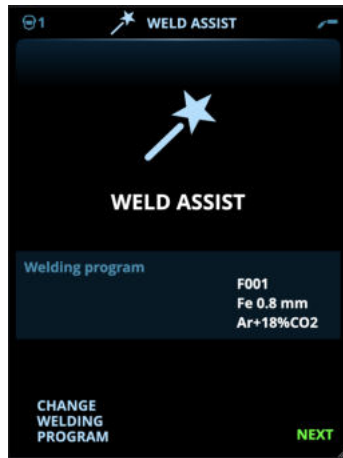 1 WELD ASSIST
WELD ASSIST
Welding program
F001
Fe 0.8 mm
Ar+18%CO2
CHANGE
WELDING
PROGRAM
NEXT